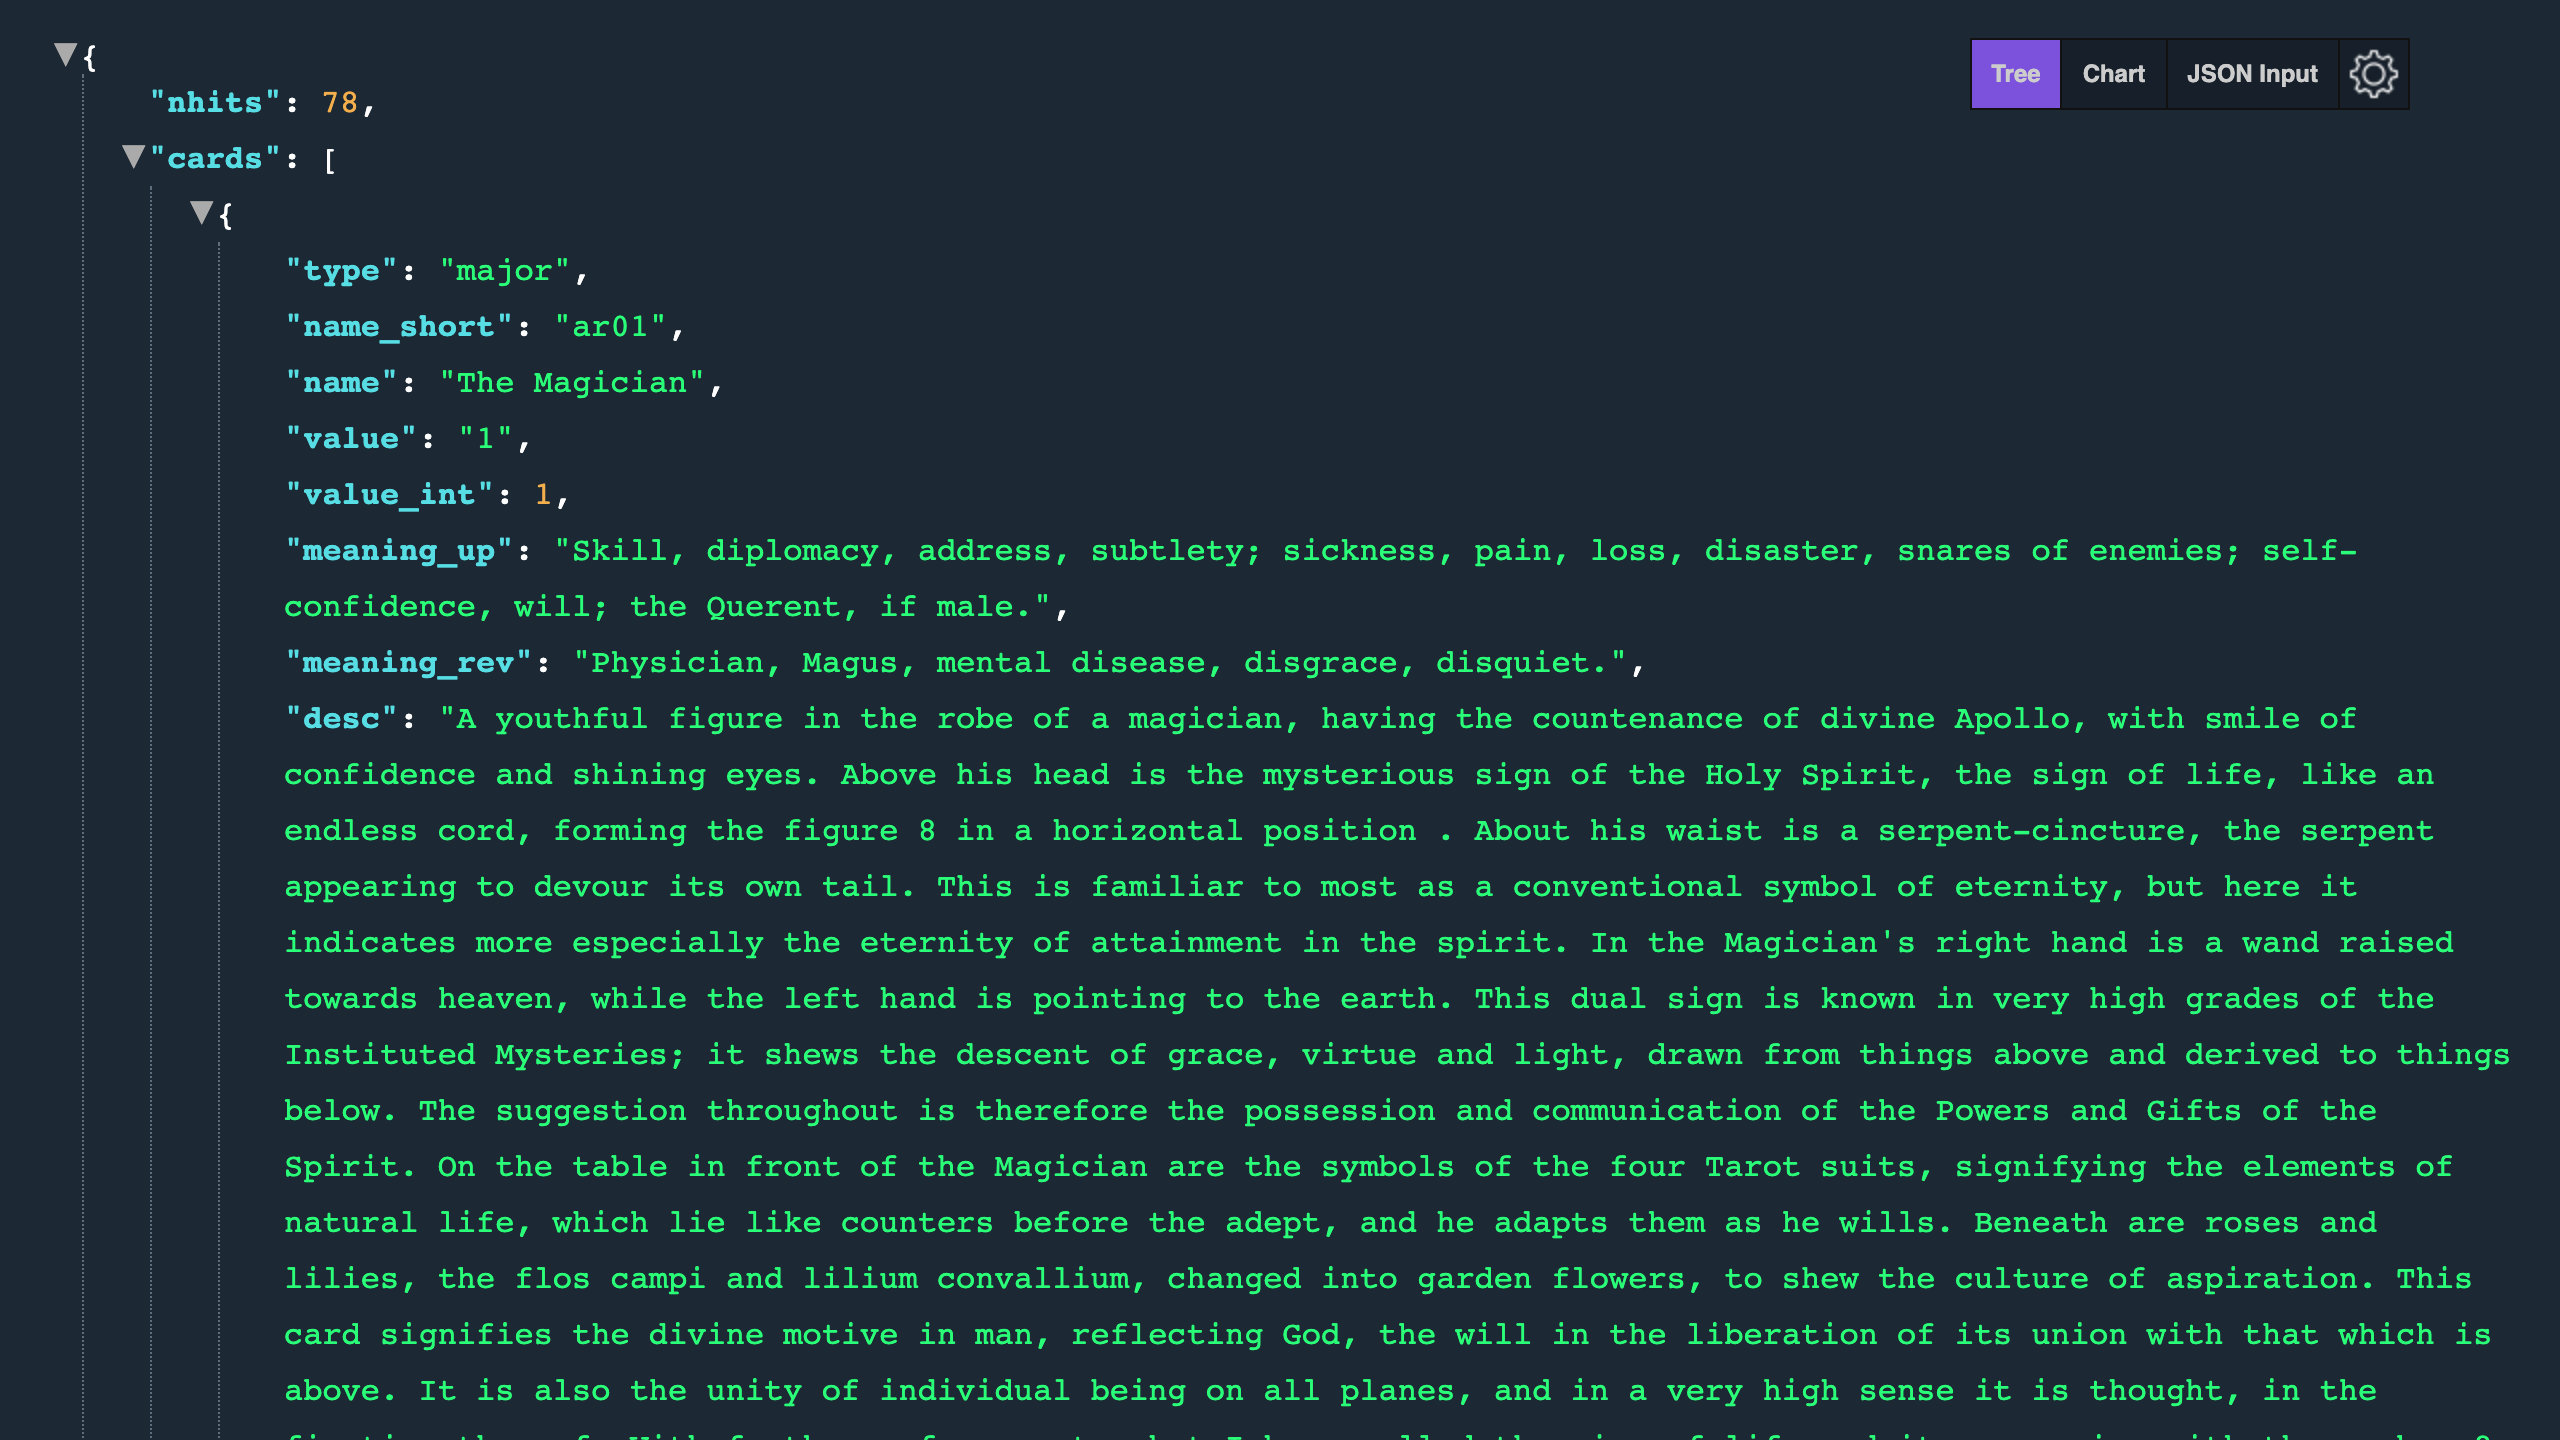 {
Tree Chart JSON Input
"nhits": 78,
"cards": [
{
"type": "major",
"name_short": "ar01",
"name": "The Magician",
"value": "1",
"value_int": 1,
"meaning_up": "Skill, diplomacy, address, subtlety; sickness, pain, loss, disaster, snares of enemies; self-
confidence, will; the Querent, if male.",
"meaning_rev": "Physician, Magus, mental disease, disgrace, disquiet.",
"desc": "A youthful figure in the robe of a magician, having the countenance of divine Apollo, with smile of
confidence and shining eyes. Above his head is the mysterious sign of the Holy Spirit, the sign of life, like an
endless cord, forming the figure 8 in a horizontal position . About his waist is a serpent-cincture, the serpent
appearing to devour its own tail. This is familiar to most as a conventional symbol of eternity, but here it
indicates more especially the eternity of attainment in the spirit. In the Magician's right hand is a wand raised
towards heaven, while the left hand is pointing to the earth. This dual sign is known in very high grades of the
Instituted Mysteries; it shews the descent of grace, virtue and light, drawn from things above and derived to things
below. The suggestion throughout is therefore the possession and communication of the Powers and Gifts of the
Spirit. On the table in front of the Magician are the symbols of the four Tarot suits, signifying the elements of
natural life, which lie like counters before the adept, and he adapts them as he wills. Beneath are roses and
lilies, the flos campi and lilium convallium, changed into garden flowers, to shew the culture of aspiration. This
card signifies the divine motive in man, reflecting God, the will in the liberation of its union with that which is
above. It is also the unity of individual being on all planes, and in a very high sense it is thought, in the